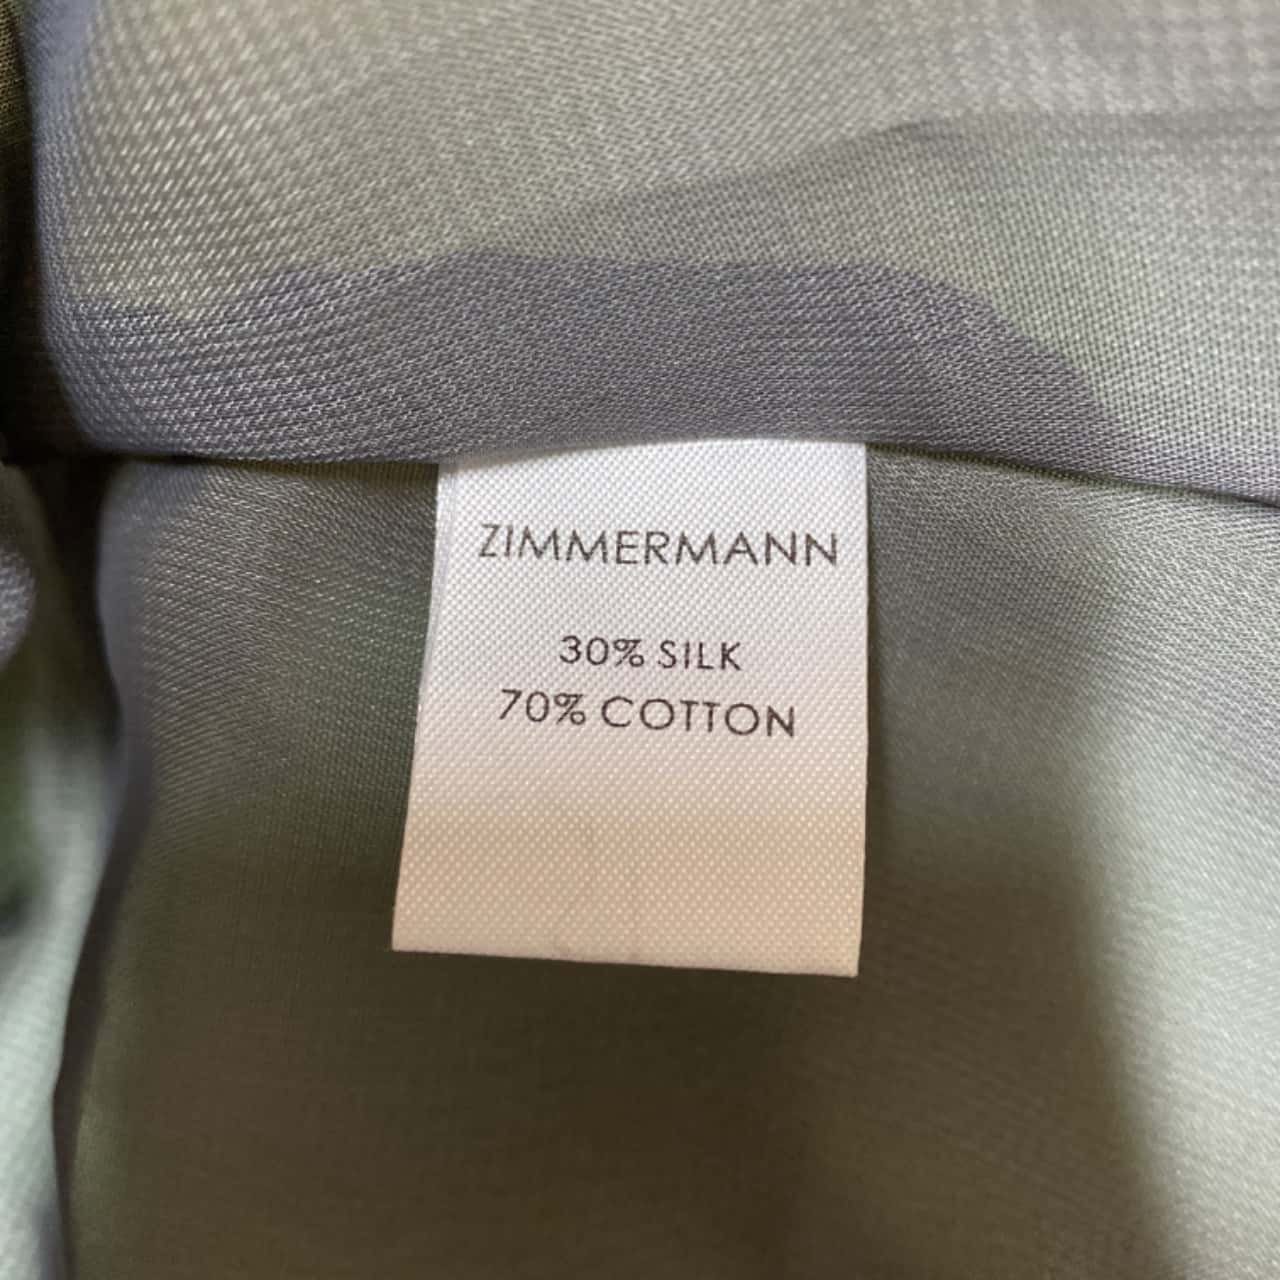 ZIMMERMANN
30% SILK
70% COTTON